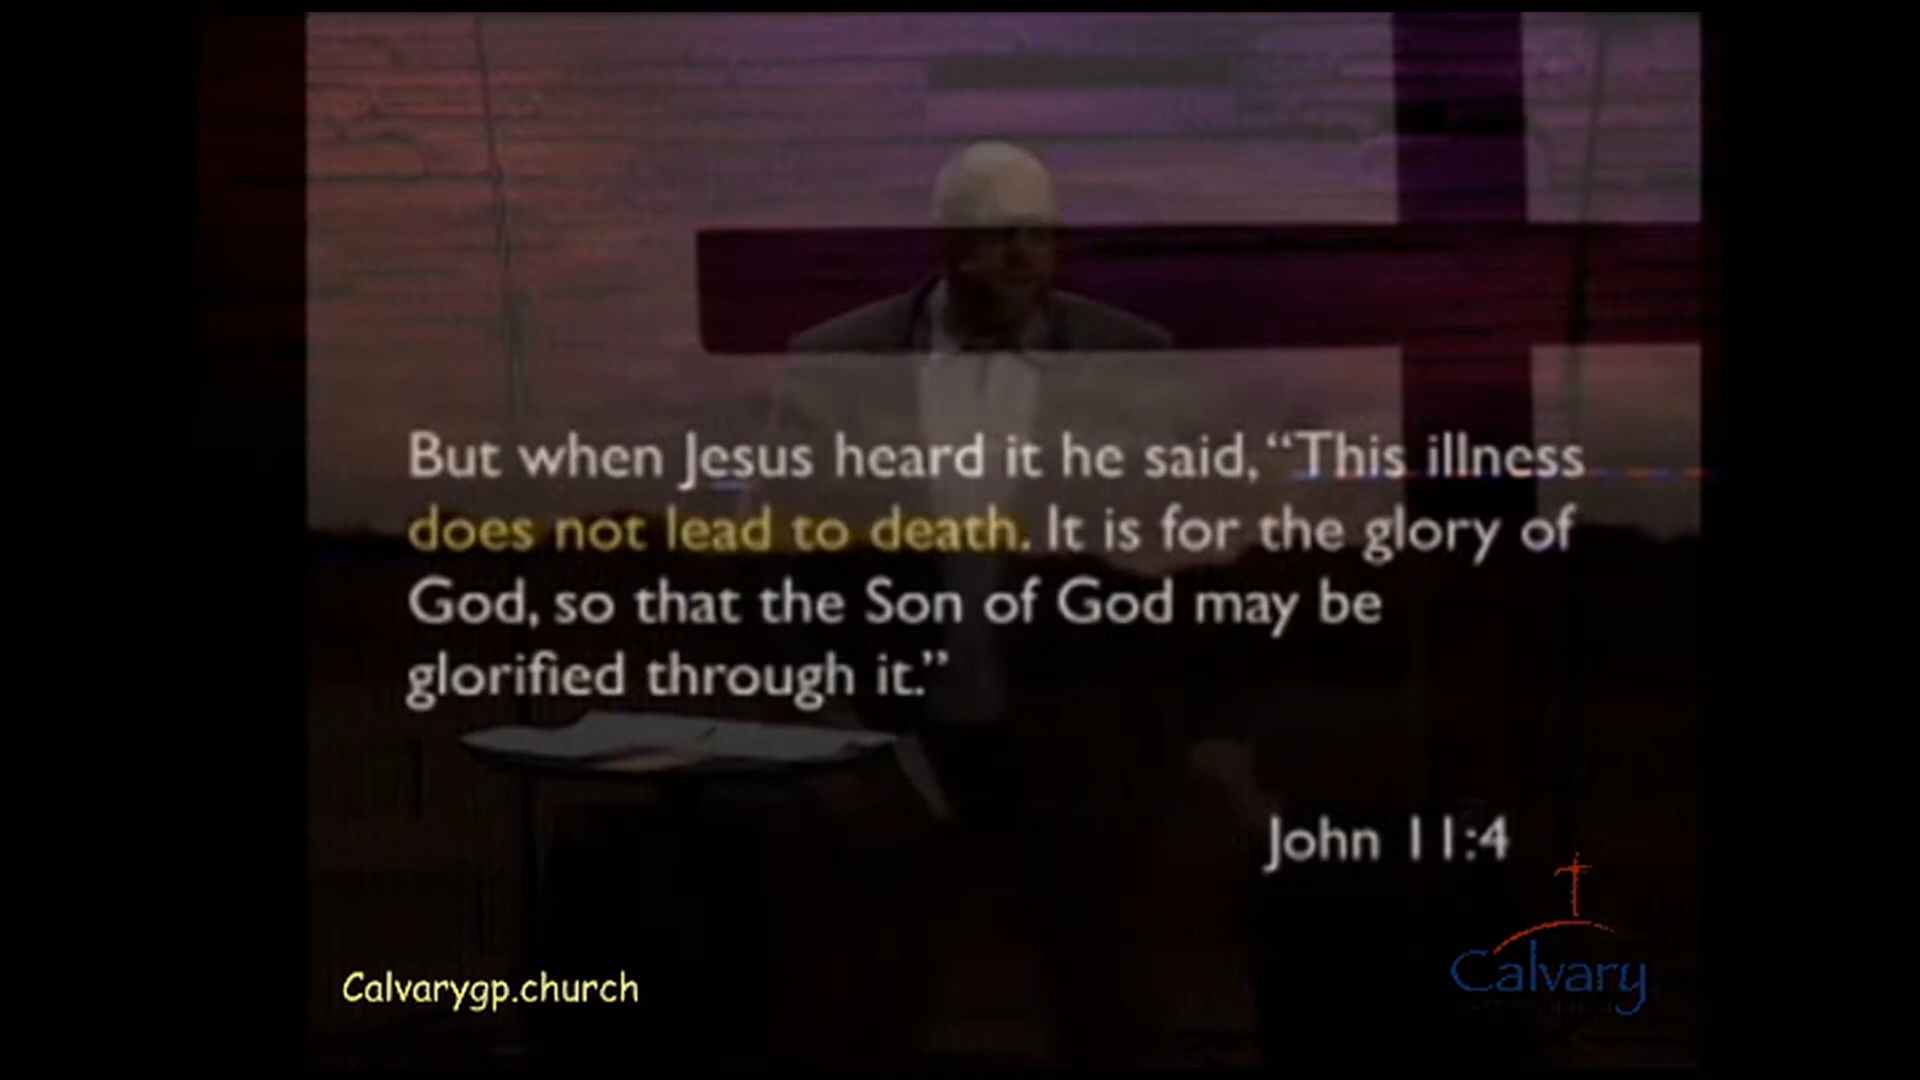 But when Jesus heard it he said, “This illness
does not lead to death. It is for the glory of
God, so that the Son of God may be
glorified through it.”
John 11:4
Calvary
Calvarygp.church